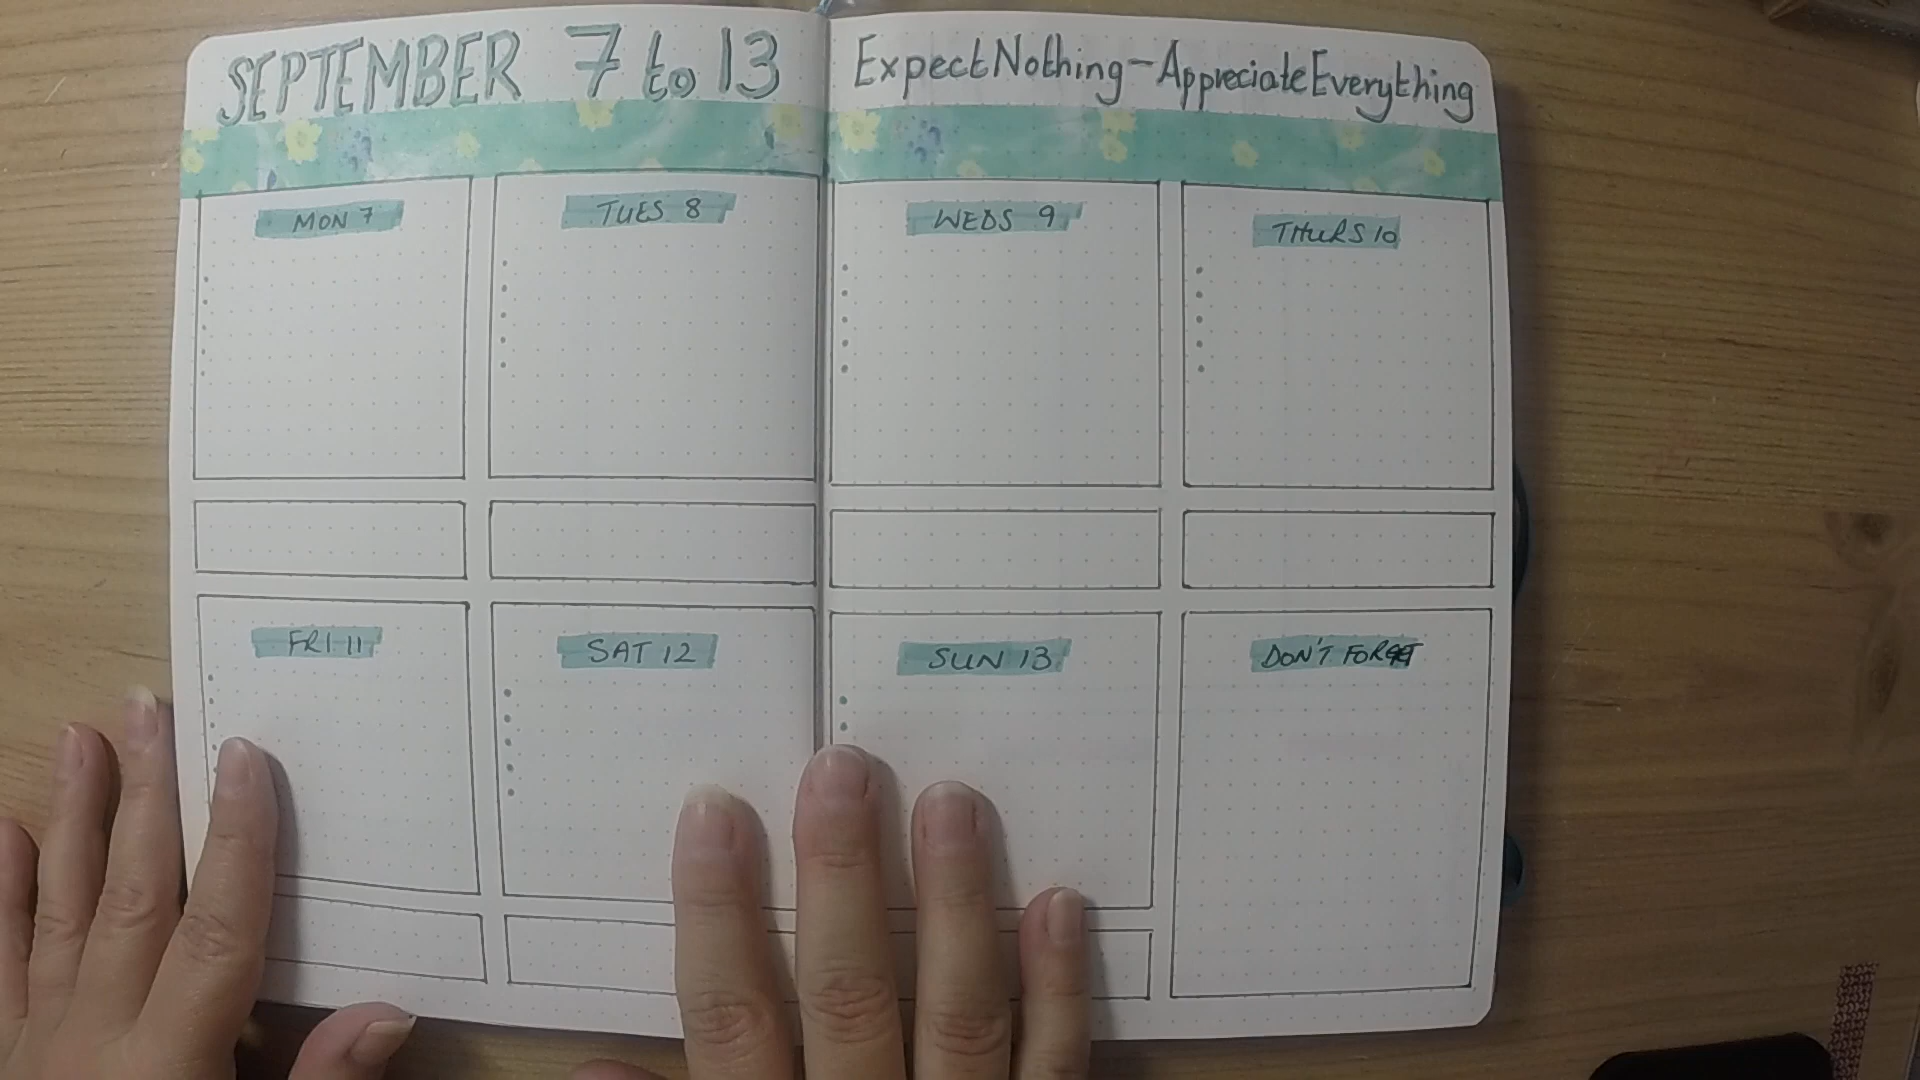 SEPTEMBER 7 to 13
Expect Nothing - Appreciate Everything
MON 7
TUES 8
WEDS 9
THURS 10
FRI 11
SAT 12
SUN 13
DON'T FORGET